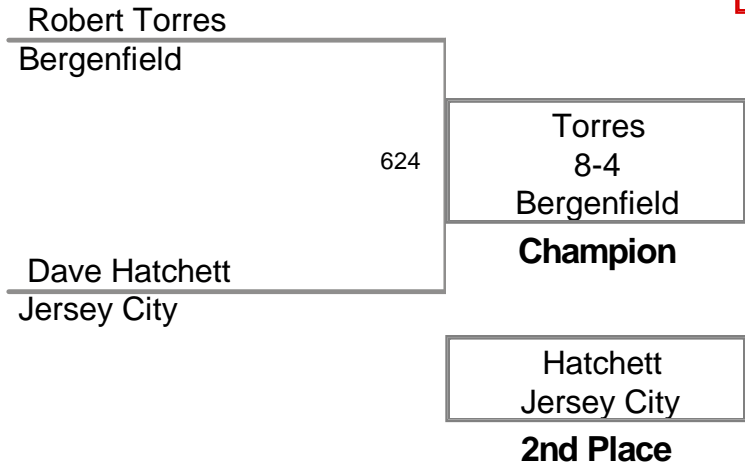 Robert Torres
Bergenfield
Torres
624
8-4
Bergenfield
Champion
Dave Hatchett
Jersey City
Hatchett
Jersey City
2nd Place